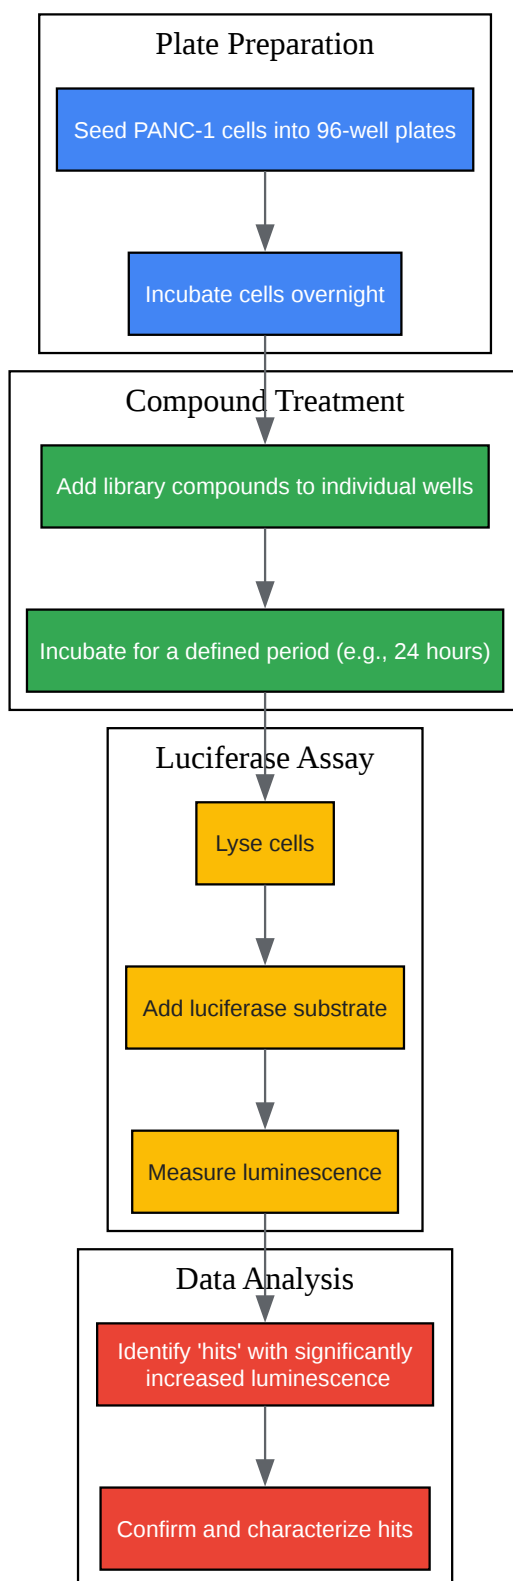 Plate Preparation
Seed PANC-1 cells into 96-well plates
Incubate cells overnight
Compound Treatment
Add library compounds to individual wells
Incubate for a defined period (e.g., 24 hours)
Luciferase Assay
Lyse cells
Add luciferase substrate
Measure luminescence
Data Analysis
Identify 'hits' with significantly
increased luminescence
Confirm and characterize hits